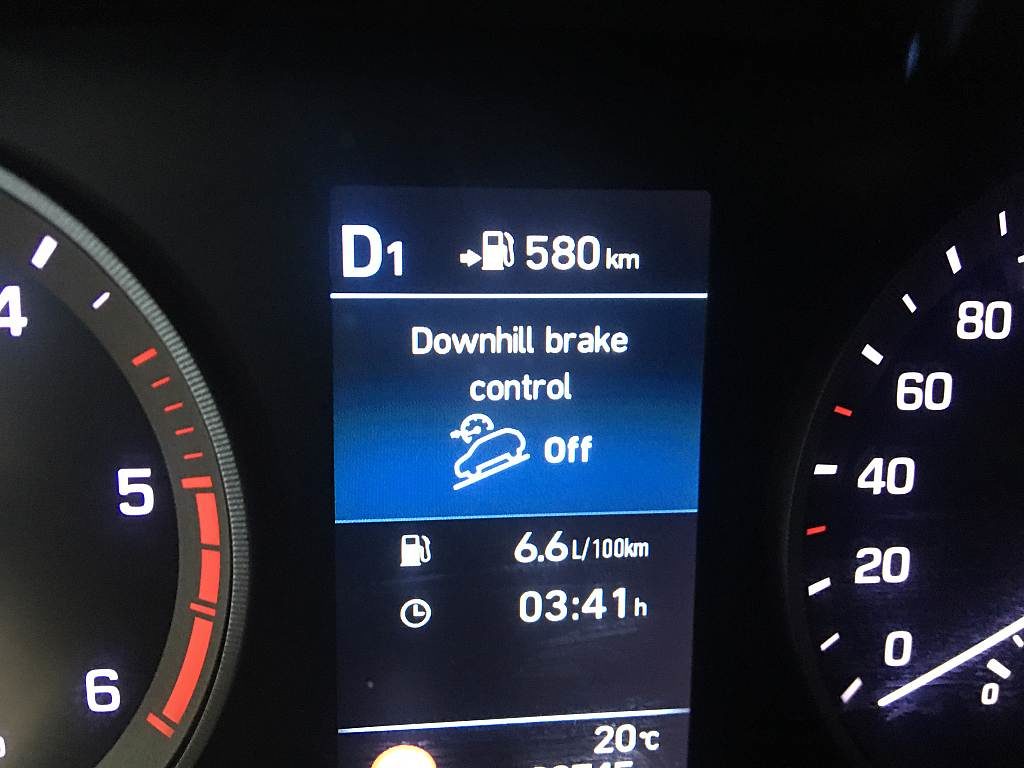 D1 580 km
Downhill brake
control
Off
6.6 L/100km
03:41 h
20°C
4
5
6
80
60
40
20
0
0